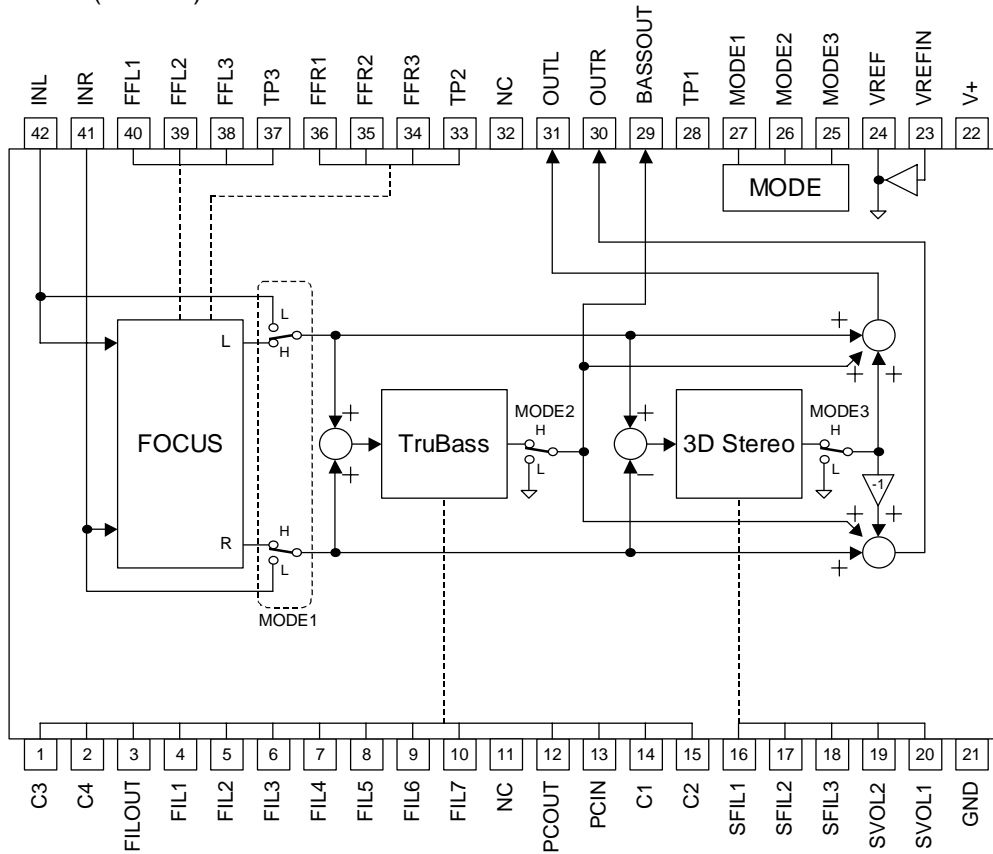 INL
INR
FFL1
FFL2
FFL3
TP3
FFR1
FFR2
FFR3
TP2
NC
OUTL
OUTR
BASSOUT
TP1
MODE1
MODE2
MODE3
VREF
VREFIN
V+
42 41 40 39 38 37 36 35 34 33 32 31 30 29 28 27 26 25 24 23 22
MODE
L
L
H
+
+
+ +
FOCUS
+
TruBass
MODE2
H
L
+
3D Stereo
MODE3
H
L
+
−
-1
+ +
R
H
L
+
MODE1
1 2 3 4 5 6 7 8 9 10 11 12 13 14 15 16 17 18 19 20 21
C3
C4
FILOUT
FIL1
FIL2
FIL3
FIL4
FIL5
FIL6
FIL7
NC
PCOUT
PCIN
C1
C2
SFIL1
SFIL2
SFIL3
SVOL2
SVOL1
GND